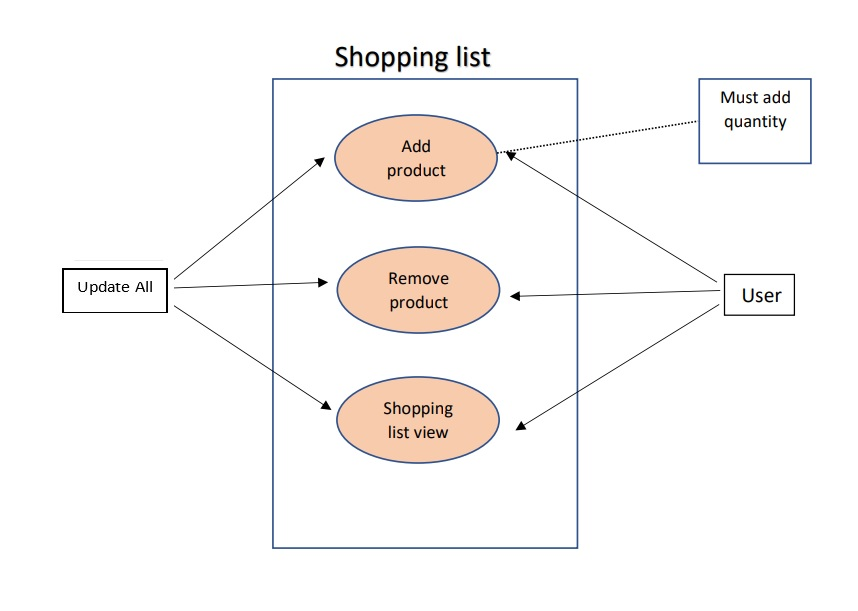 Shopping list
Must add
quantity
Add
product
Update All
Remove
product
User
Shopping
list view